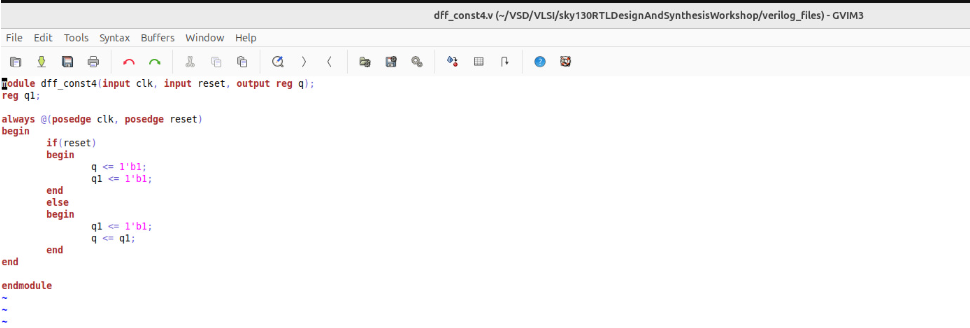 dff_const4.v (~/VSD/VLSI/sky130RTLDesignAndSynthesisWorkshop/verilog_files) - GVIM3
File Edit Tools Syntax Buffers Window Help
module dff_const4(input clk, input reset, output reg q);
reg q1;
always @(posedge clk, posedge reset)
begin
if(reset)
begin
q <= 1'b1;
q1 <= 1'b1;
end
else
begin
q1 <= 1'b1;
q <= q1;
end
end
endmodule
~
~
~